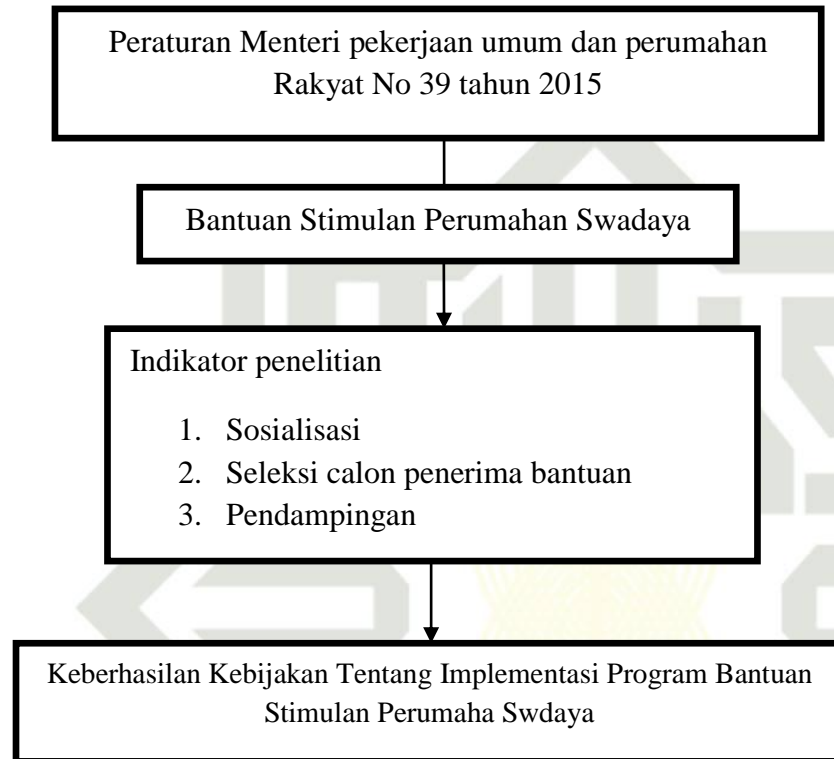 Peraturan Menteri pekerjaan umum dan perumahan
Rakyat No 39 tahun 2015
Bantuan Stimulan Perumahan Swadaya
Indikator penelitian
1. Sosialisasi
2. Seleksi calon penerima bantuan
3. Pendampingan
Keberhasilan Kebijakan Tentang Implementasi Program Bantuan
Stimulan Perumaha Swdaya